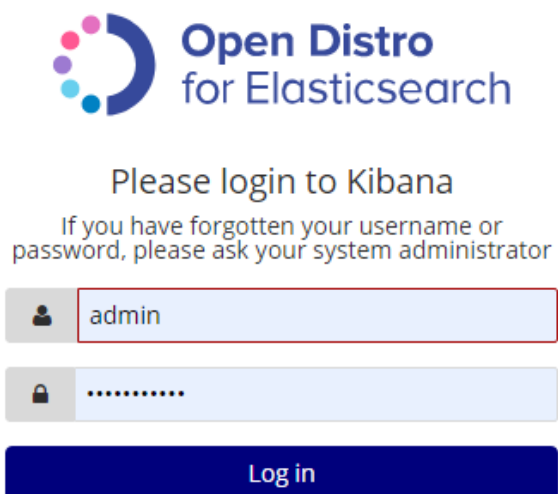 Open Distro
for Elasticsearch
Please login to Kibana
If you have forgotten your username or
password, please ask your system administrator
admin
•••••••••••
Log in